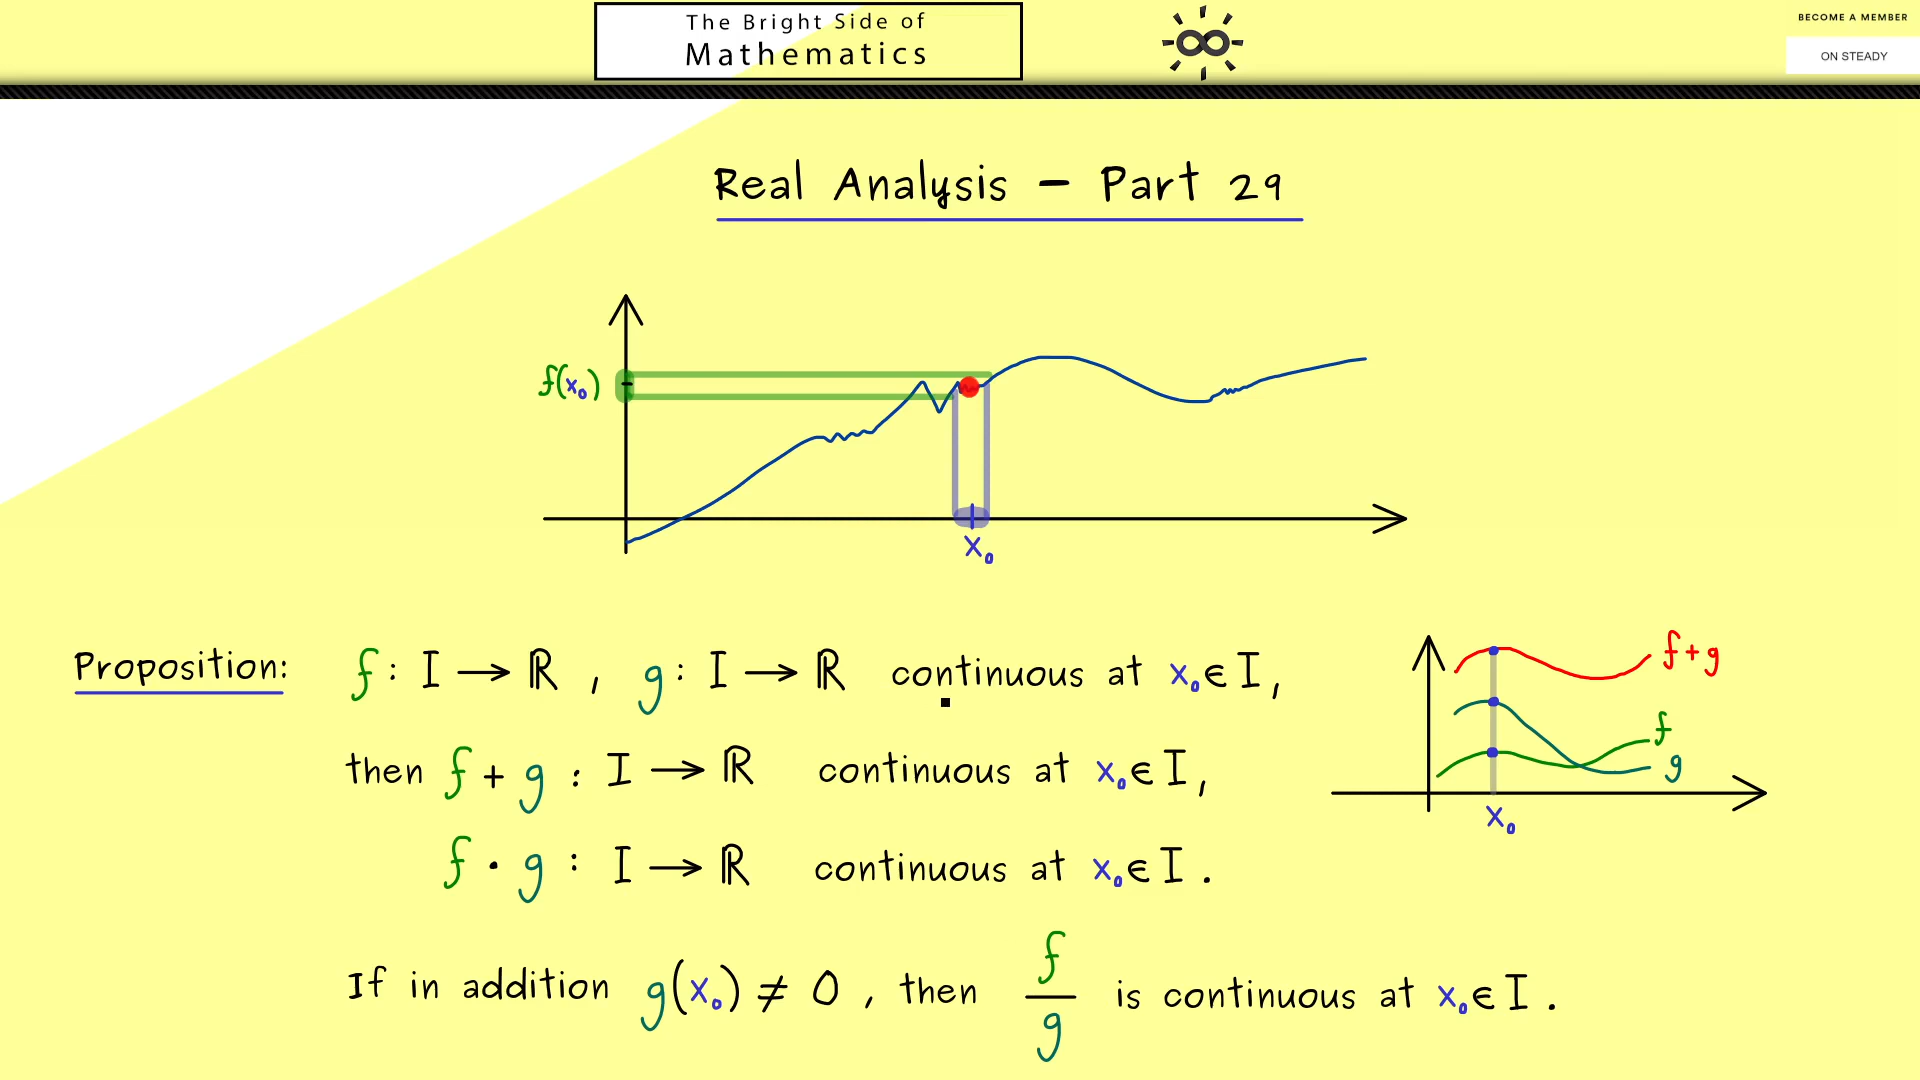 The Bright Side of
Mathematics
BECOME A MEMBER
ON STEADY
Real Analysis – Part 29
f(x₀)
x₀
Proposition: f : I → ℝ , g : I → ℝ continuous at x₀ ∈ I,
then f + g : I → ℝ continuous at x₀ ∈ I,
f · g : I → ℝ continuous at x₀ ∈ I .
If in addition g(x₀) ≠ 0 , then f/g is continuous at x₀ ∈ I .
f + g
f
g
x₀